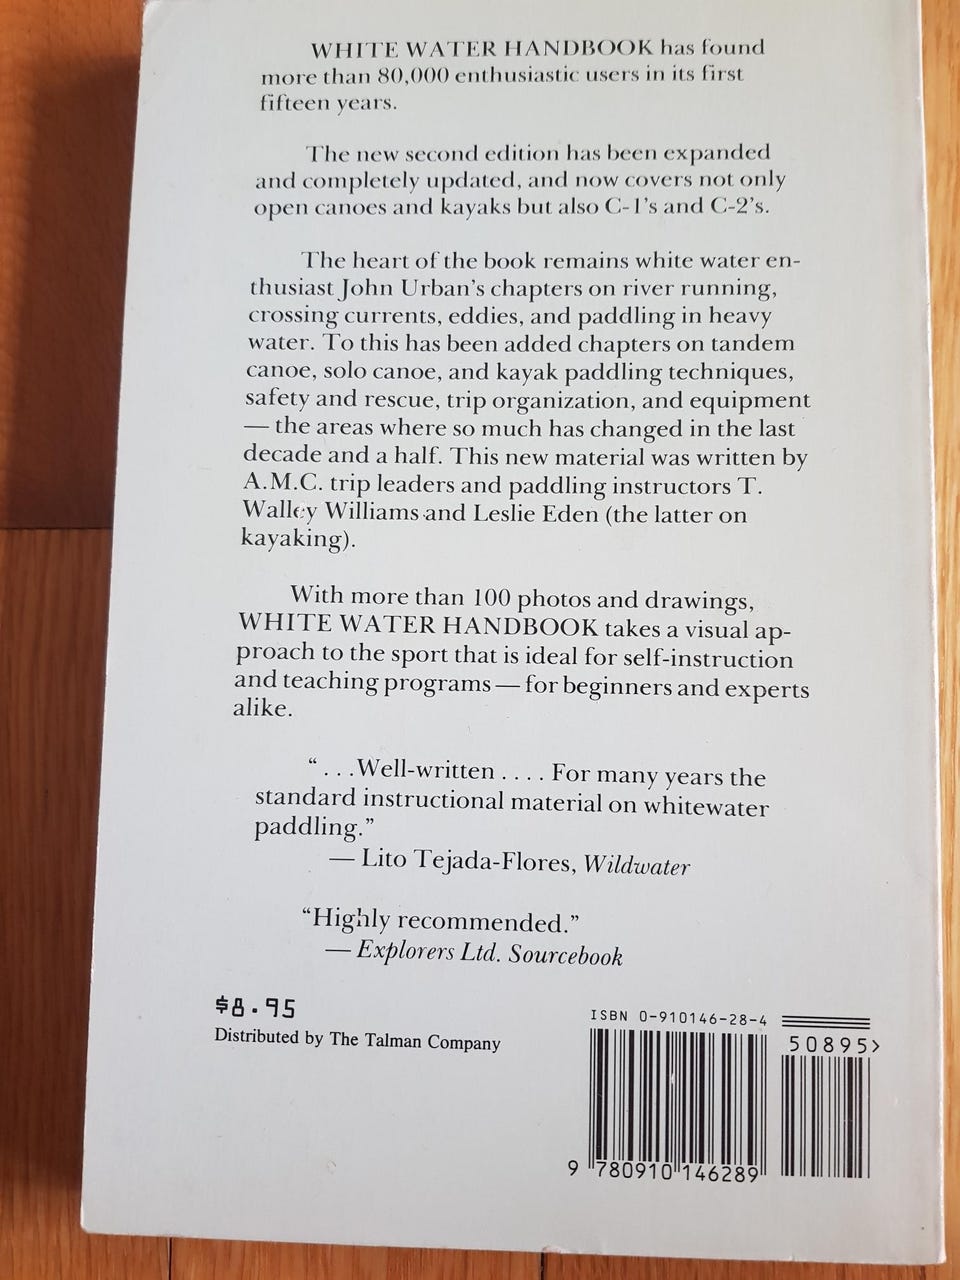 WHITE WATER HANDBOOK has found
more than 80,000 enthusiastic users in its first
fifteen years.
The new second edition has been expanded
and completely updated, and now covers not only
open canoes and kayaks but also C-1's and C-2's.
The heart of the book remains white water en-
thusiast John Urban's chapters on river running,
crossing currents, eddies, and paddling in heavy
water. To this has been added chapters on tandem
canoe, solo canoe, and kayak paddling techniques,
safety and rescue, trip organization, and equipment
— the areas where so much has changed in the last
decade and a half. This new material was written by
A.M.C. trip leaders and paddling instructors T.
Walley Williams and Leslie Eden (the latter on
kayaking).
With more than 100 photos and drawings,
WHITE WATER HANDBOOK takes a visual ap-
proach to the sport that is ideal for self-instruction
and teaching programs — for beginners and experts
alike.
“ . . . Well-written . . . . For many years the
standard instructional material on whitewater
paddling.”
— Lito Tejada-Flores, Wildwater
“Highly recommended.”
— Explorers Ltd. Sourcebook
$8.95
Distributed by The Talman Company
ISBN 0-910146-28-4
50895>
9 780910 146289